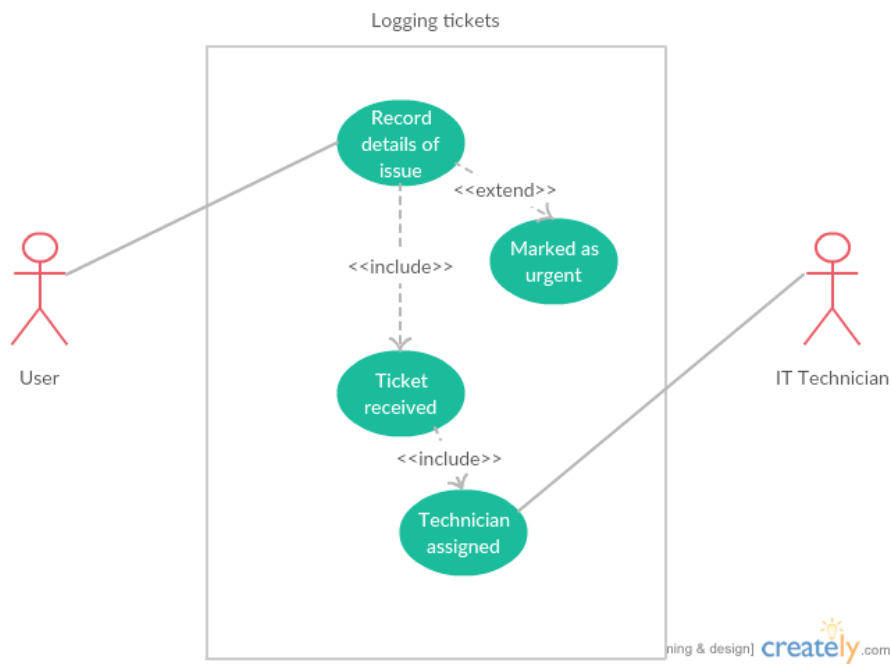 Logging tickets
Record
details of
issue
<<extend>>
Marked as
urgent
<<include>>
User
IT Technician
Ticket
received
<<include>>
Technician
assigned
ning & design] creately.com